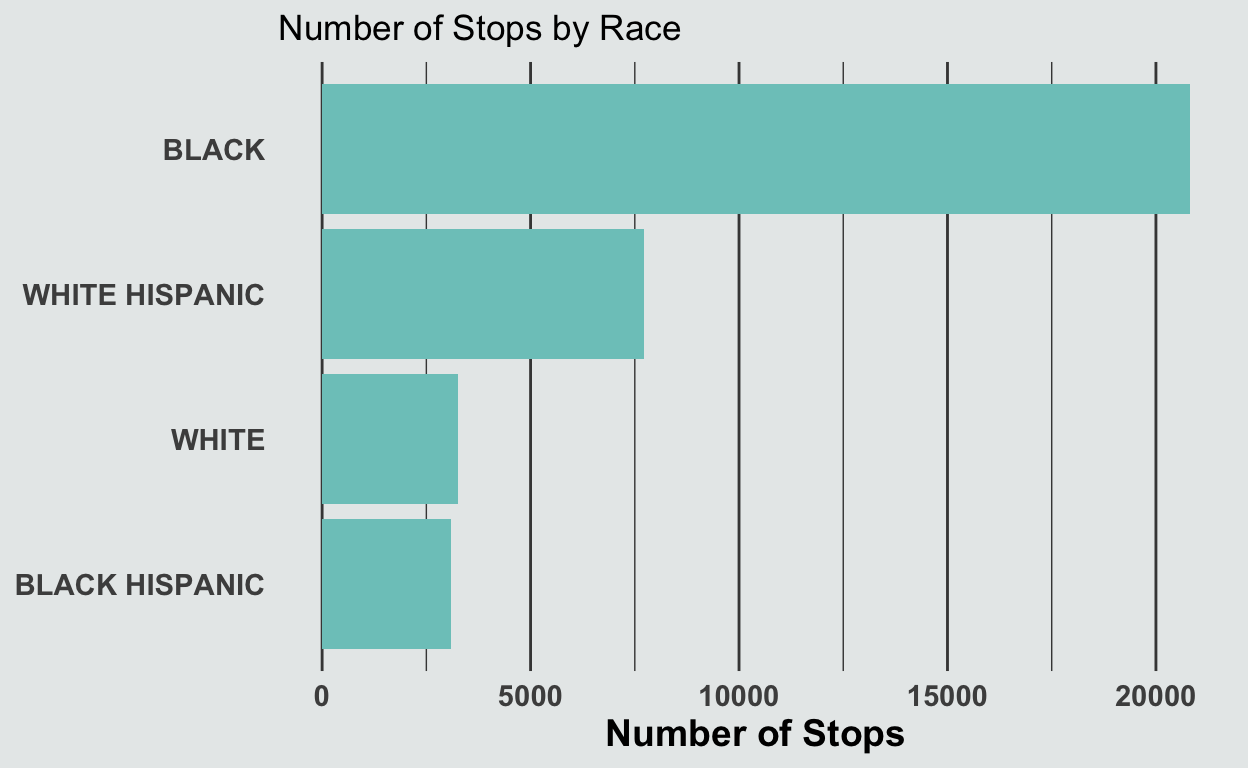 Number of Stops by Race
BLACK
WHITE HISPANIC
WHITE
BLACK HISPANIC
0 5000 10000 15000 20000
Number of Stops